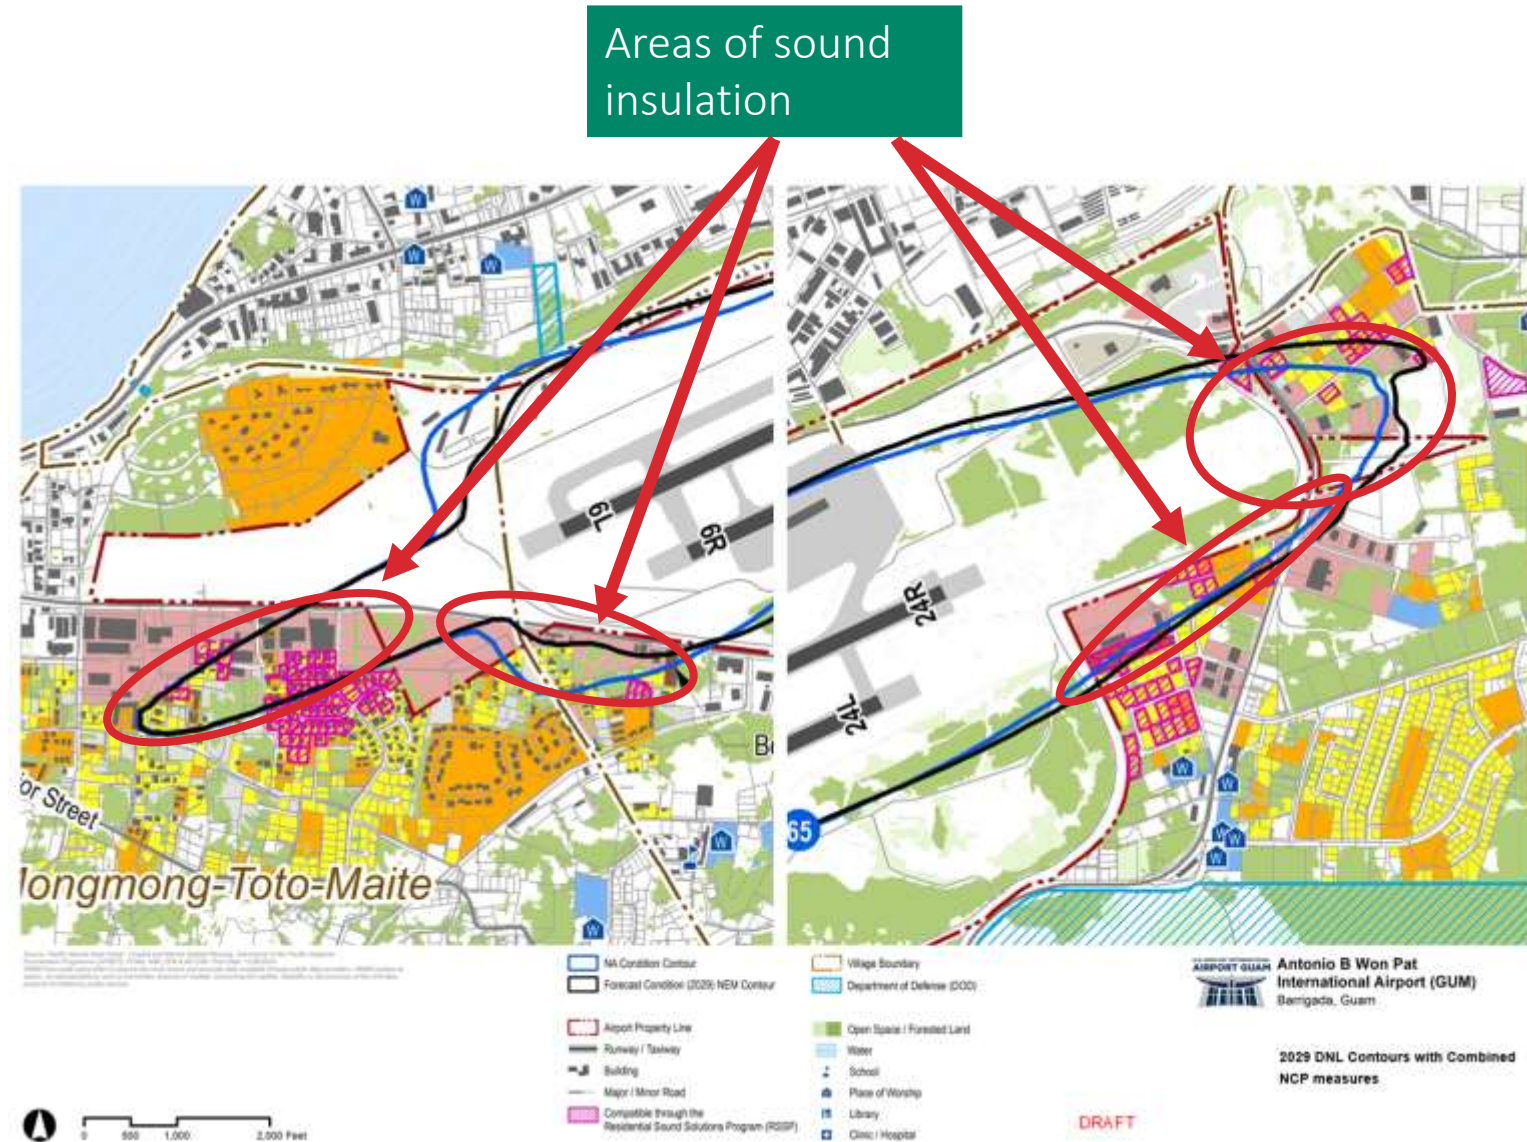 Areas of sound
insulation
6L
6R
24R
24L
65
or Street
Mongmong-Toto-Maite
NA Condition Contour
Forecast Condition (2029) NEM Contour
Airport Property Line
Runway / Taxiway
Building
Major / Minor Road
Compatible through the
Residential Sound Solutions Program (RSSP)
Village Boundary
Department of Defense (DOD)
Open Space / Forested Land
Water
School
Place of Worship
Library
Clinic / Hospital
0 500 1,000 2,000 Feet
AIRPORT GUAM
Antonio B Won Pat
International Airport (GUM)
Barrigada, Guam
2029 DNL Contours with Combined
NCP measures
DRAFT